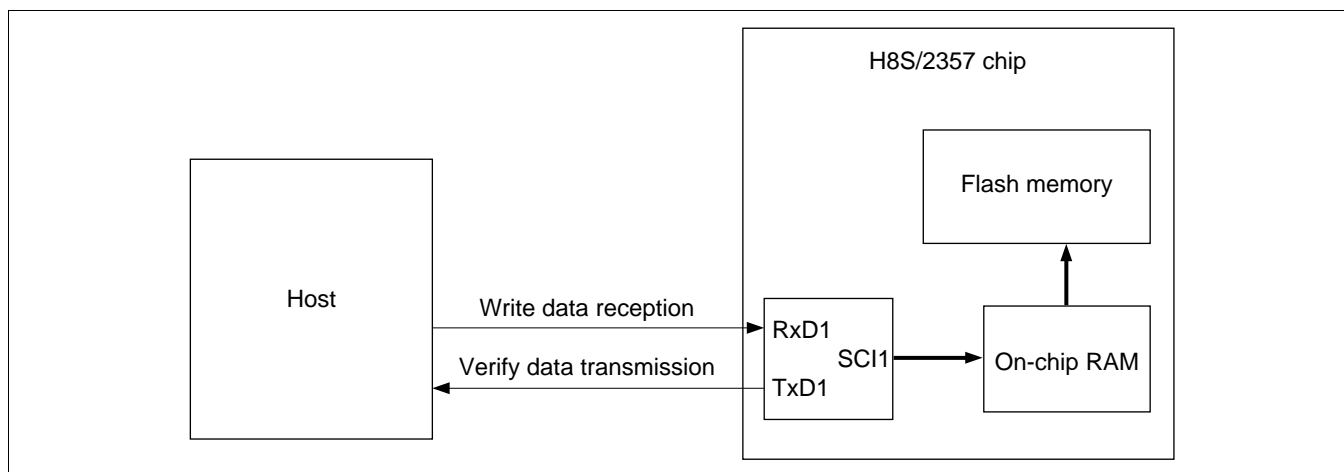 H8S/2357 chip
Flash memory
Host
Write data reception
RxD1
SCI1
On-chip RAM
Verify data transmission
TxD1